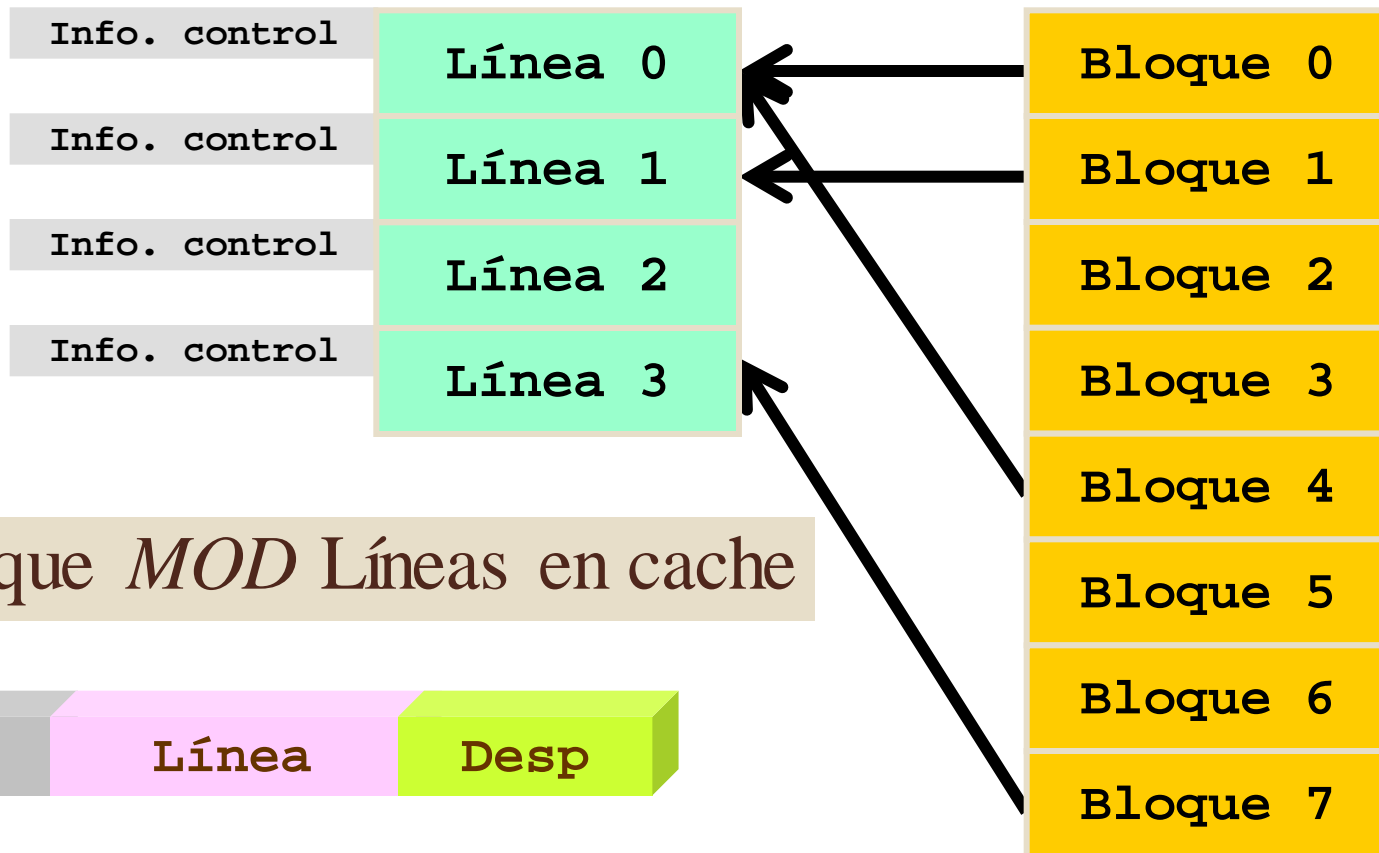 Info. control
Línea 0
Info. control
Línea 1
Info. control
Línea 2
Info. control
Línea 3
Bloque 0
Bloque 1
Bloque 2
Bloque 3
Bloque 4
Bloque 5
Bloque 6
Bloque 7
que MOD Líneas en cache
Línea Desp